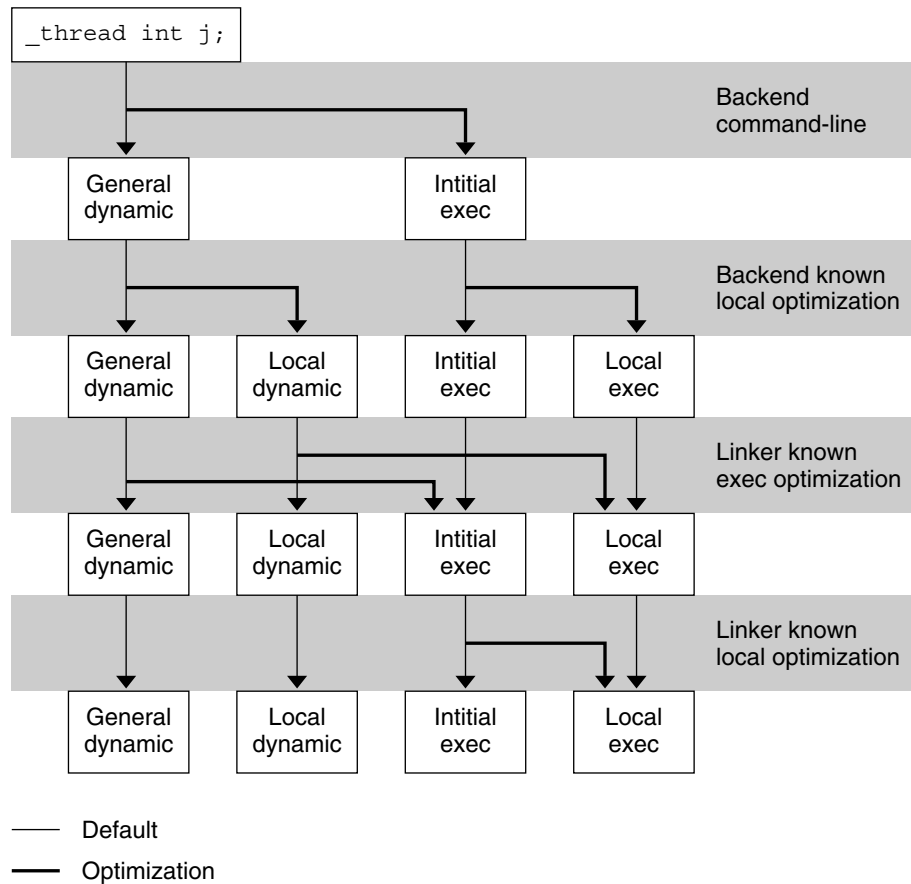 _thread int j;
Backend
command-line
General
dynamic
Intitial
exec
Backend known
local optimization
General
dynamic
Local
dynamic
Intitial
exec
Local
exec
Linker known
exec optimization
General
dynamic
Local
dynamic
Intitial
exec
Local
exec
Linker known
local optimization
General
dynamic
Local
dynamic
Intitial
exec
Local
exec
Default
Optimization